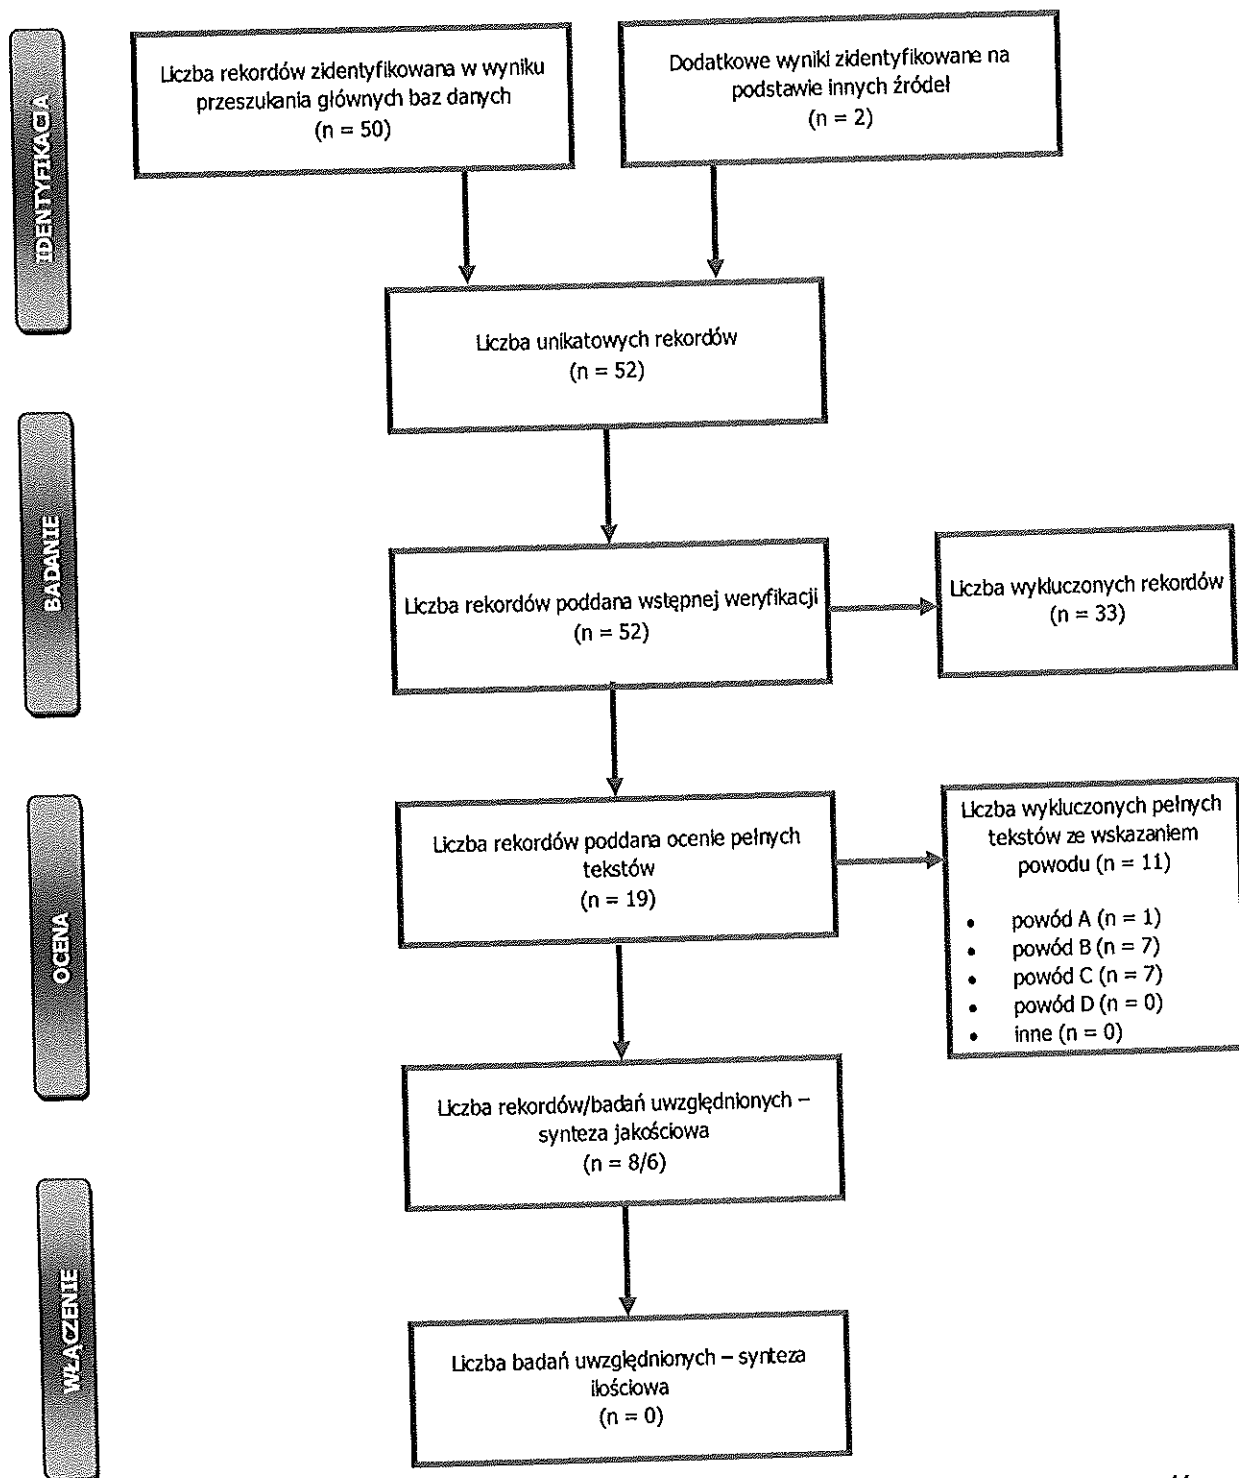 IDENTYFIKACJA
Liczba rekordów zidentyfikowana w wyniku
przeszukania głównych baz danych
(n = 50)
Dodatkowe wyniki zidentyfikowane na
podstawie innych źródeł
(n = 2)
Liczba unikatowych rekordów
(n = 52)
BADANIE
Liczba rekordów poddana wstępnej weryfikacji
(n = 52)
Liczba wykluczonych rekordów
(n = 33)
OCENA
Liczba rekordów poddana ocenie pełnych
tekstów
(n = 19)
Liczba wykluczonych pełnych
tekstów ze wskazaniem
powodu (n = 11)
• powód A (n = 1)
• powód B (n = 7)
• powód C (n = 7)
• powód D (n = 0)
• inne (n = 0)
Liczba rekordów/badań uwzględnionych –
synteza jakościowa
(n = 8/6)
WŁĄCZENIE
Liczba badań uwzględnionych – synteza
ilościowa
(n = 0)